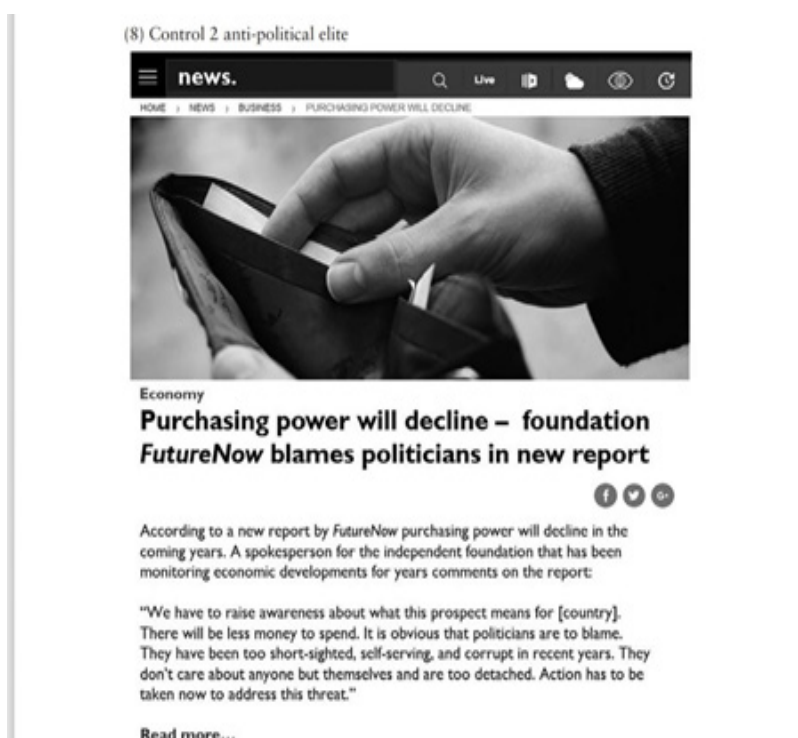 (8) Control 2 anti-political elite
news.
Live
HOME › NEWS › BUSINESS › PURCHASING POWER WILL DECLINE
Economy
Purchasing power will decline – foundation
FutureNow blames politicians in new report
f G+
According to a new report by FutureNow purchasing power will decline in the
coming years. A spokesperson for the independent foundation that has been
monitoring economic developments for years comments on the report:
“We have to raise awareness about what this prospect means for [country].
There will be less money to spend. It is obvious that politicians are to blame.
They have been too short-sighted, self-serving, and corrupt in recent years. They
don’t care about anyone but themselves and are too detached. Action has to be
taken now to address this threat.”
Read more…